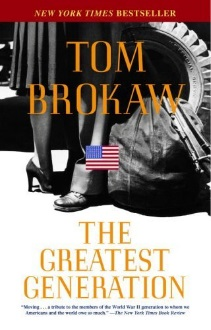 NEW YORK TIMES BESTSELLER
TOM
BROKAW
THE
GREATEST
GENERATION
"Moving ... a tribute to the members of the World War II generation to whom we
Americans and the world owe so much." —The New York Times Book Review